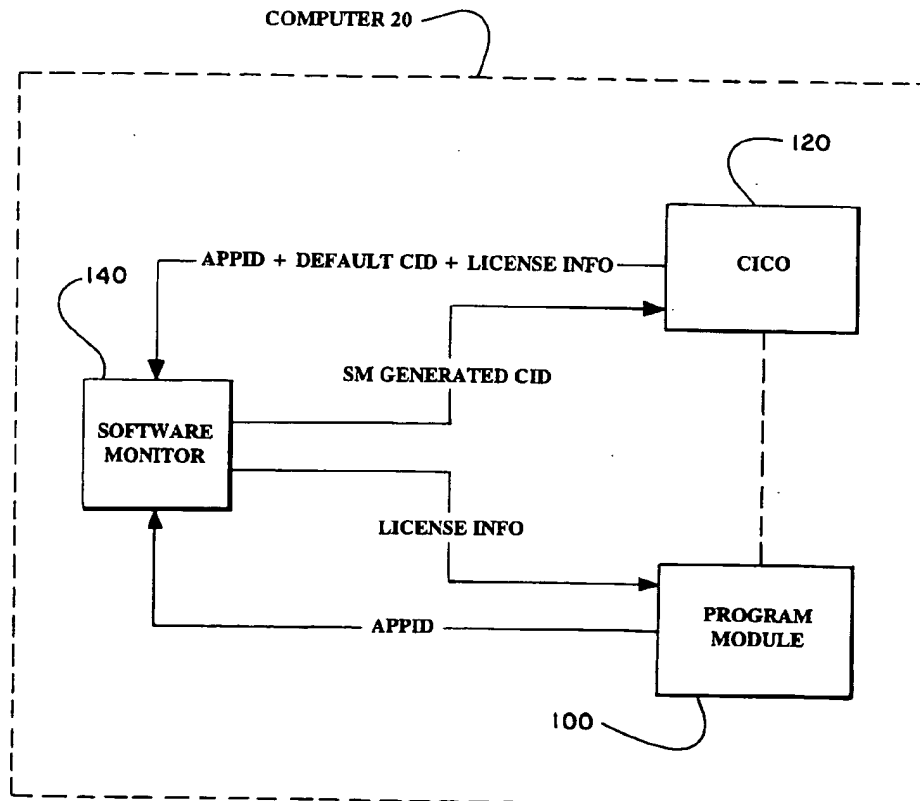 COMPUTER 20
120
CICO
APPID + DEFAULT CID + LICENSE INFO
140
SM GENERATED CID
SOFTWARE
MONITOR
LICENSE INFO
APPID
PROGRAM
MODULE
100